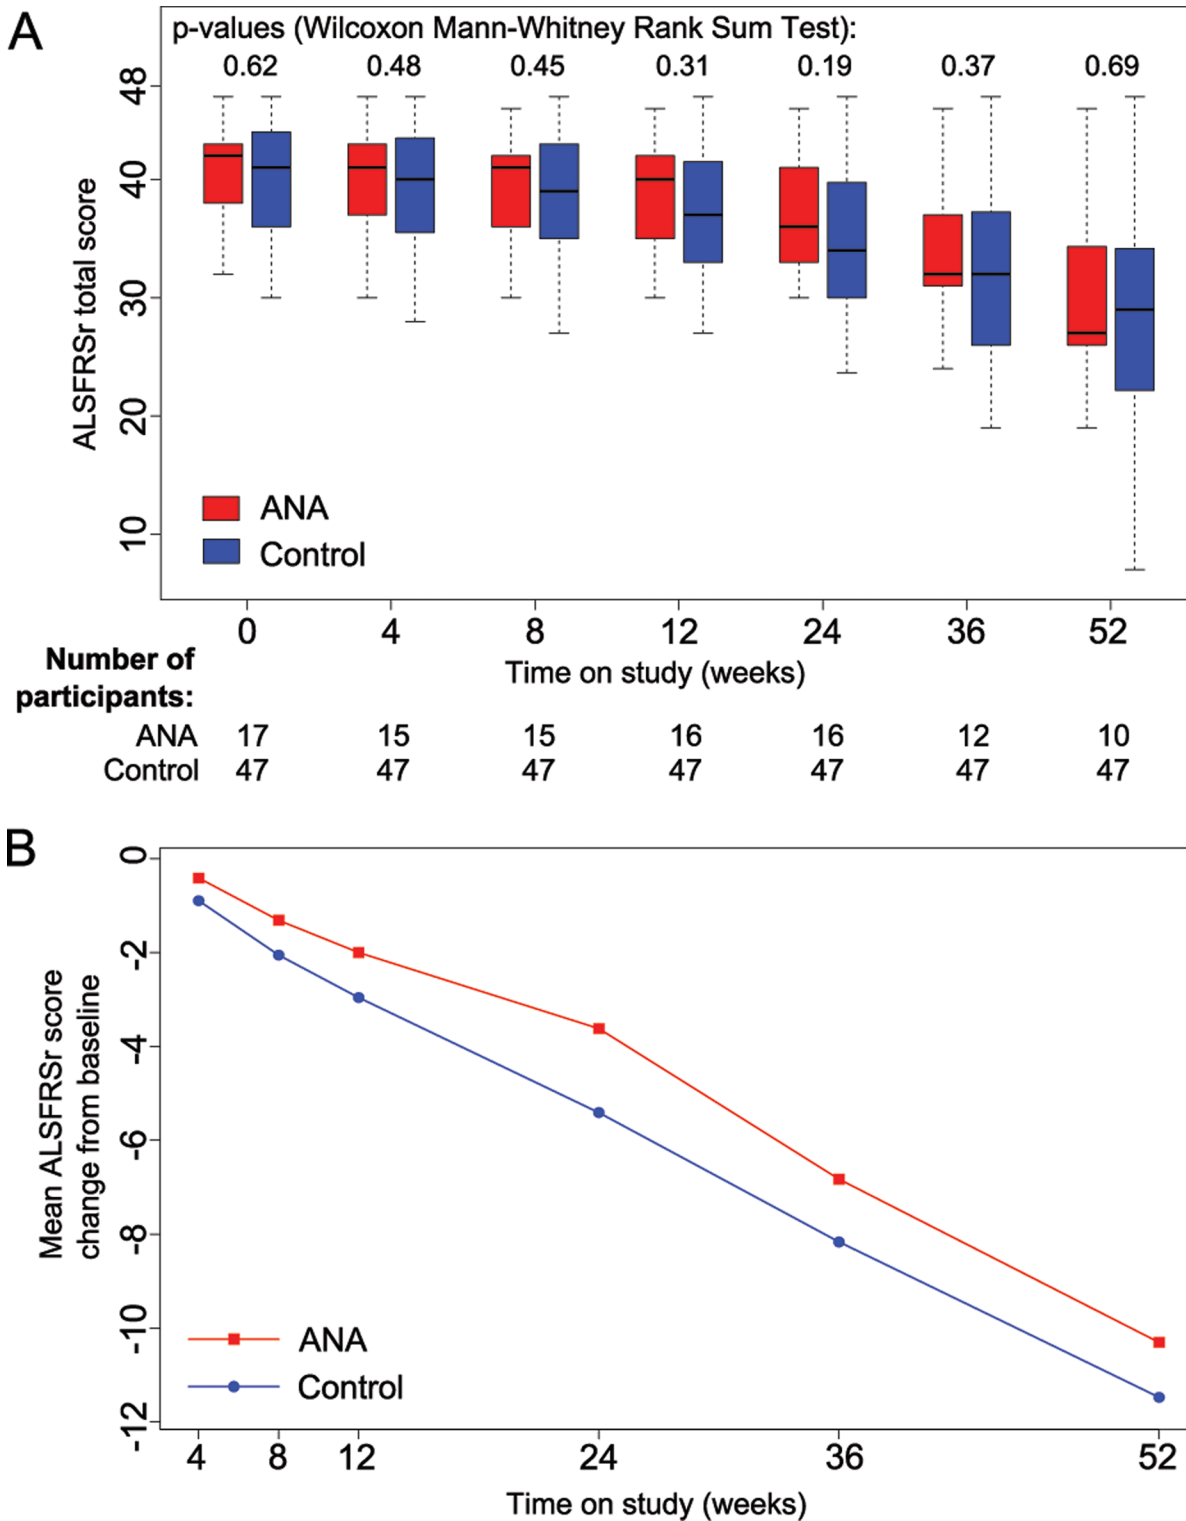 A
p-values (Wilcoxon Mann-Whitney Rank Sum Test):
0.62 0.48 0.45 0.31 0.19 0.37 0.69
ALSFRSr total score
48
40
30
20
10
ANA
Control
0 4 8 12 24 36 52
Time on study (weeks)
Number of
participants:
ANA 17 15 15 16 16 12 10
Control 47 47 47 47 47 47 47
B
Mean ALSFRSr score
change from baseline
0
-2
-4
-6
-8
-10
-12
ANA
Control
4 8 12 24 36 52
Time on study (weeks)